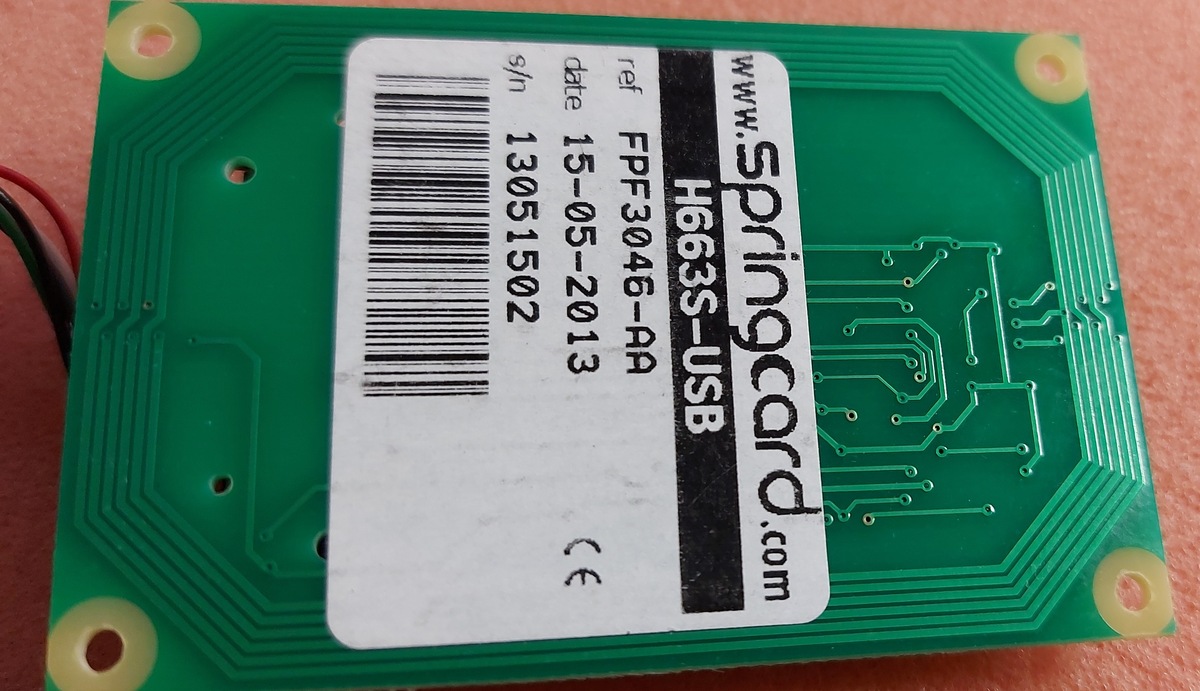 www.springcard.com
H663S-USB
ref FPF3046-AA
date 15-05-2013
s/n 13051502
CE